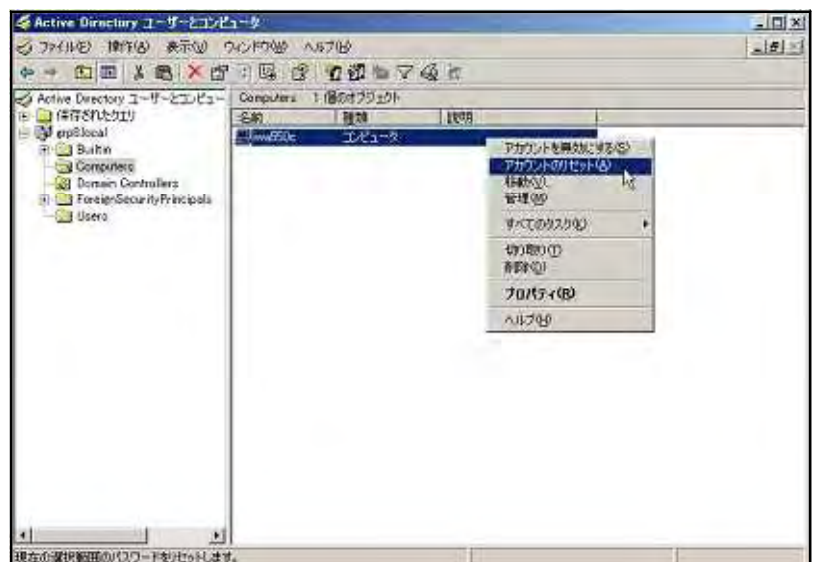 Active Directory ユーザーとコンピュータ
ファイル(F) 操作(A) 表示(V) ウィンドウ(W) ヘルプ(H)
Active Directory ユーザーとコンピュー
保存されたクエリ
grp8.local
Builtin
Computers
Domain Controllers
ForeignSecurityPrincipals
Users
Computers 1 個のオブジェクト
名前 種類 説明
コンピュータ
アカウントを無効にする(S)
アカウントのリセット(A)
移動(V)...
管理(M)
すべてのタスク(K)
切り取り(T)
削除(D)
プロパティ(R)
ヘルプ(H)
現在の選択範囲のパスワードをリセットします。